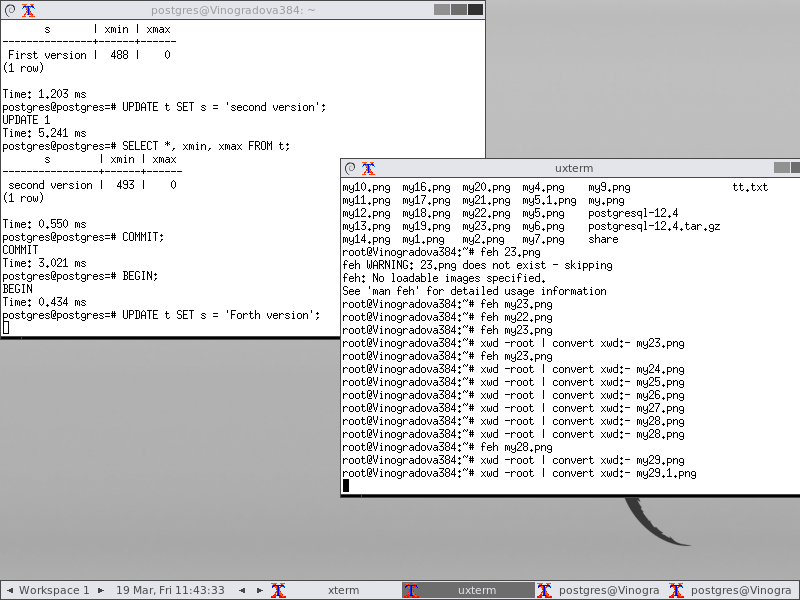 postgres@Vinogradova384: ~
s | xmin | xmax
---------------+------+------
First version | 488 | 0
(1 row)
Time: 1.203 ms
postgres@postgres=# UPDATE t SET s = 'second version';
UPDATE 1
Time: 5.241 ms
postgres@postgres=# SELECT *, xmin, xmax FROM t;
s | xmin | xmax
----------------+------+------
second version | 493 | 0
(1 row)
Time: 0.550 ms
postgres@postgres=# COMMIT;
COMMIT
Time: 3.021 ms
postgres@postgres=# BEGIN;
BEGIN
Time: 0.434 ms
postgres@postgres=# UPDATE t SET s = 'Forth version';
uxterm
my10.png my16.png my20.png my4.png my9.png tt.txt
my11.png my17.png my21.png my5.1.png my.png
my12.png my18.png my22.png my5.png postgresql-12.4
my13.png my19.png my23.png my6.png postgresql-12.4.tar.gz
my14.png my1.png my2.png my7.png share
root@Vinogradova384:~# feh 23.png
feh WARNING: 23.png does not exist - skipping
feh: No loadable images specified.
See 'man feh' for detailed usage information
root@Vinogradova384:~# feh my23.png
root@Vinogradova384:~# feh my22.png
root@Vinogradova384:~# feh my23.png
root@Vinogradova384:~# xwd -root | convert xwd:- my23.png
root@Vinogradova384:~# feh my23.png
root@Vinogradova384:~# xwd -root | convert xwd:- my24.png
root@Vinogradova384:~# xwd -root | convert xwd:- my25.png
root@Vinogradova384:~# xwd -root | convert xwd:- my26.png
root@Vinogradova384:~# xwd -root | convert xwd:- my27.png
root@Vinogradova384:~# xwd -root | convert xwd:- my28.png
root@Vinogradova384:~# xwd -root | convert xwd:- my28.png
root@Vinogradova384:~# feh my28.png
root@Vinogradova384:~# xwd -root | convert xwd:- my29.png
root@Vinogradova384:~# xwd -root | convert xwd:- my29.1.png
Workspace 1 19 Mar, Fri 11:43:33 xterm uxterm postgres@Vinogra postgres@Vinogra